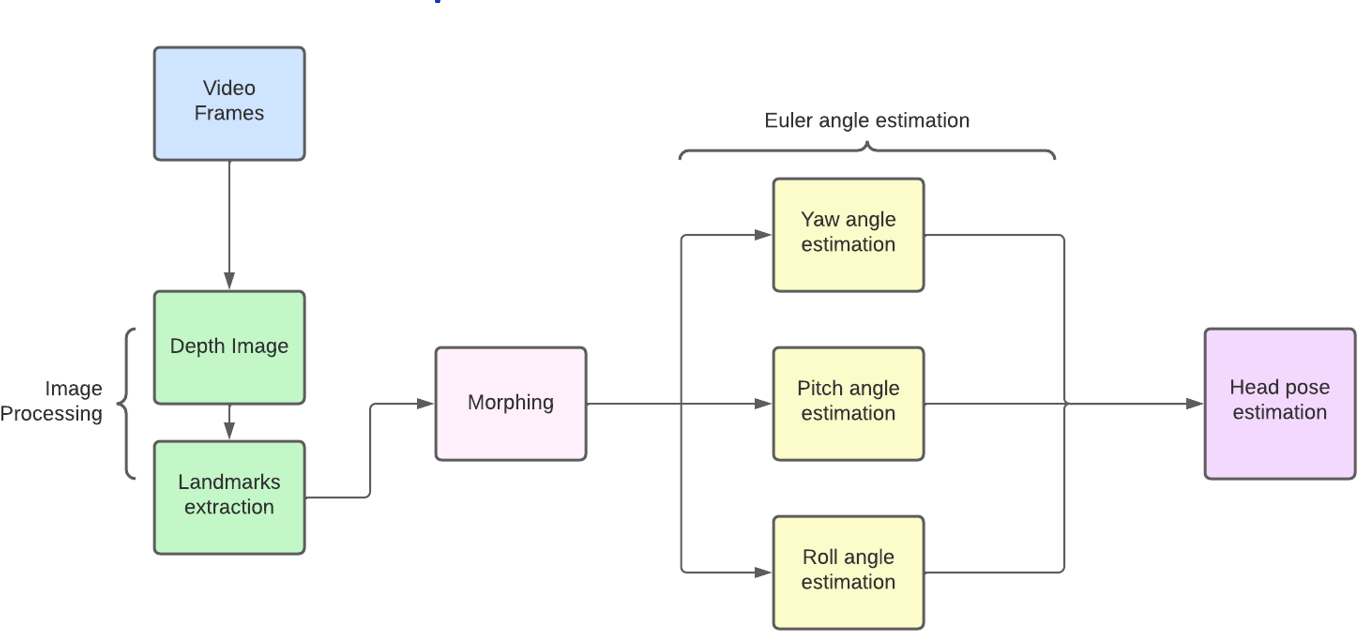 Video
Frames
Euler angle estimation
Yaw angle
estimation
Depth Image
Image
Processing
Landmarks
extraction
Morphing
Pitch angle
estimation
Roll angle
estimation
Head pose
estimation